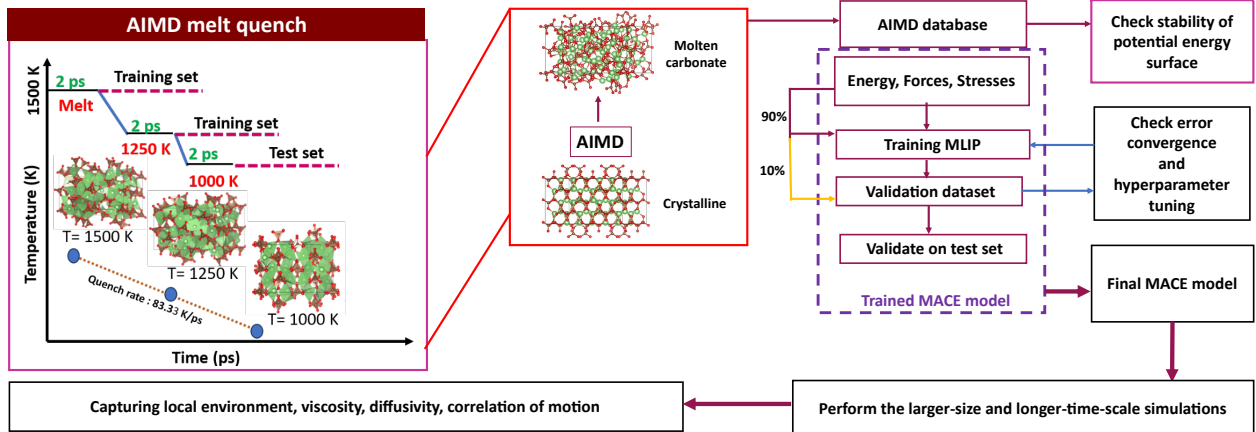 AIMD melt quench
1500 K
Temperature (K)
2 ps
Melt
Training set
2 ps
1250 K
Training set
2 ps
1000 K
Test set
T= 1500 K
T= 1250 K
T= 1000 K
Quench rate : 83.33 K/ps
Time (ps)
Molten
carbonate
AIMD
Crystalline
AIMD database
Check stability of
potential energy
surface
Energy, Forces, Stresses
90%
Training MLIP
10%
Validation dataset
Validate on test set
Trained MACE model
Check error
convergence
and
hyperparameter
tuning
Final MACE model
Perform the larger-size and longer-time-scale simulations
Capturing local environment, viscosity, diffusivity, correlation of motion